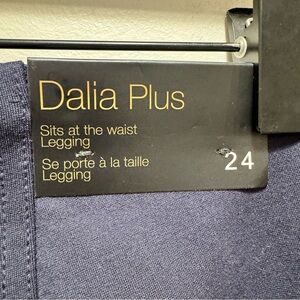 Dalia Plus
Sits at the waist
Legging
Se porte à la taille
Legging
24